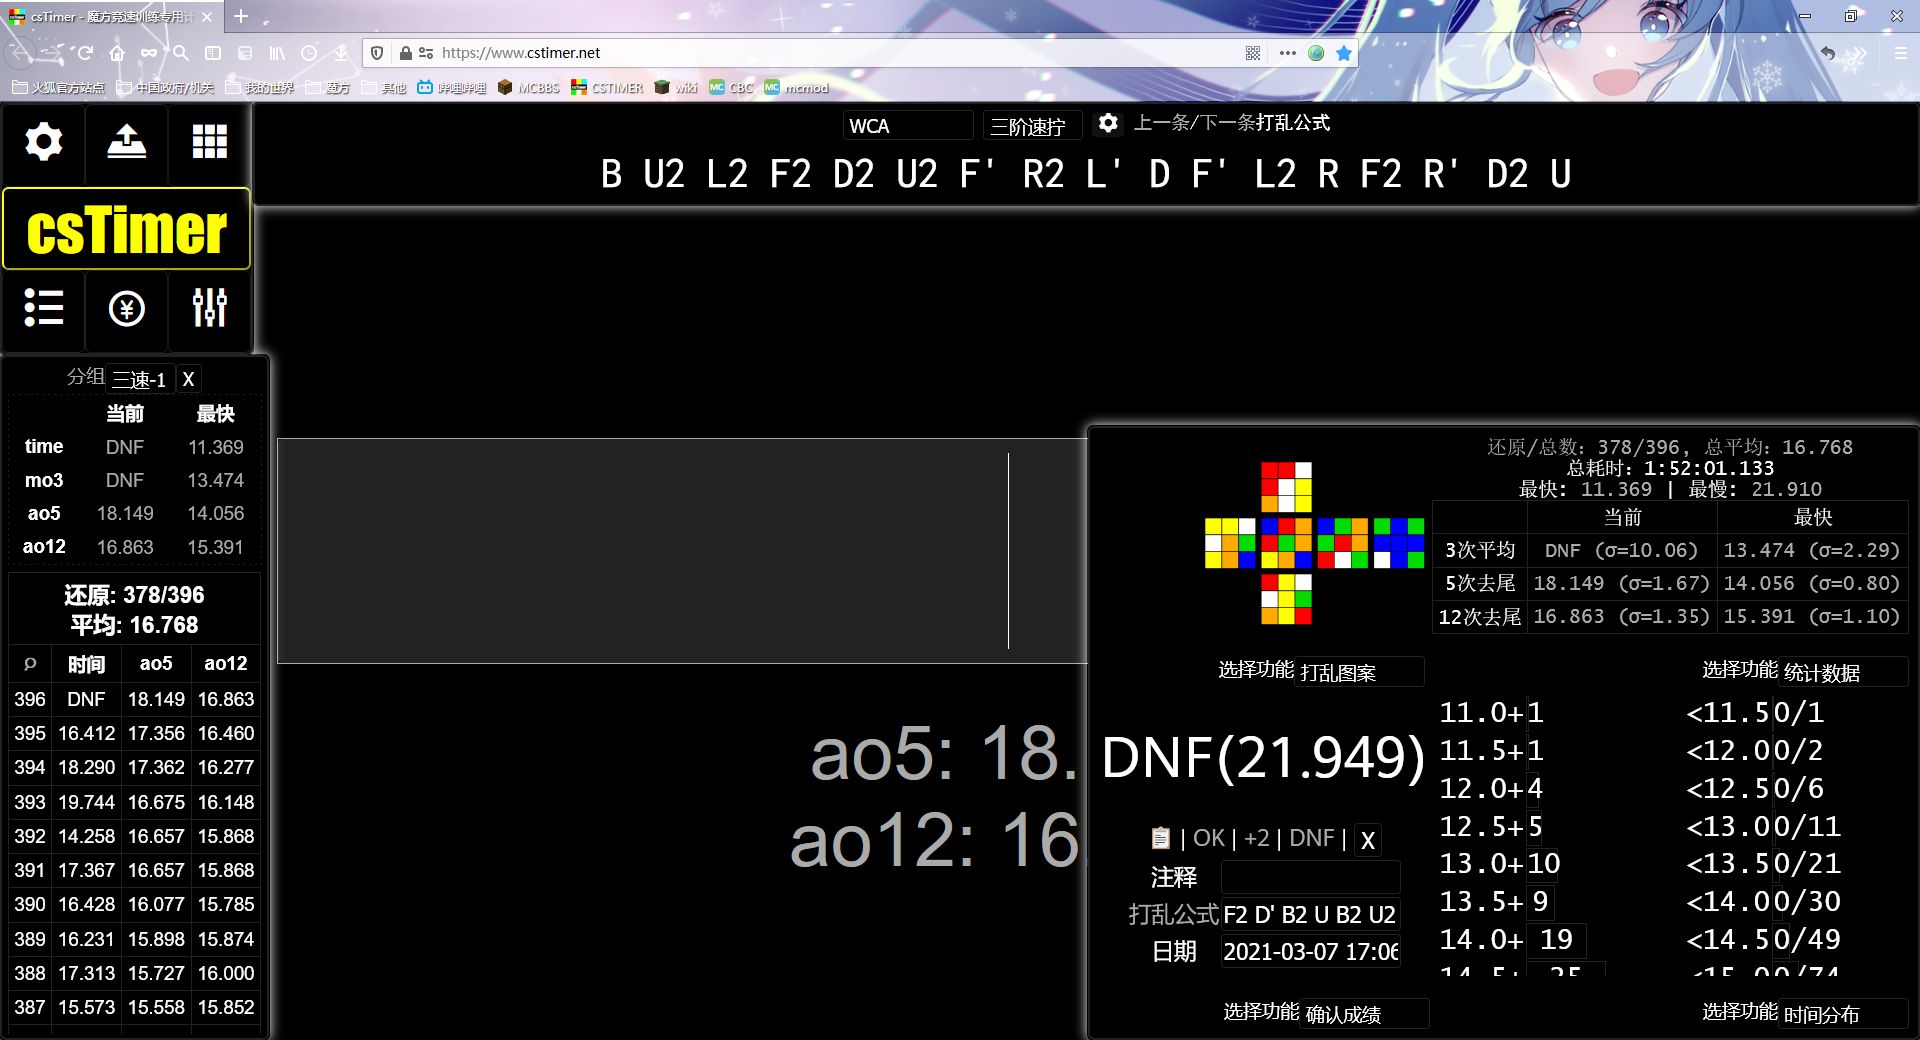 csTimer - 魔方竞速训练专用计
https://www.cstimer.net
火狐官方站点 中国政府/机关 我的世界 魔方 其他 哔哩哔哩 MCBBS CSTIMER wiki CBC mcmod
WCA 三阶速拧 上一条/下一条打乱公式
B U2 L2 F2 D2 U2 F' R2 L' D F' L2 R F2 R' D2 U
csTimer
分组 三速-1 X
当前 最快
time DNF 11.369
mo3 DNF 13.474
ao5 18.149 14.056
ao12 16.863 15.391
还原: 378/396
平均: 16.768
时间 ao5 ao12
396 DNF 18.149 16.863
395 16.412 17.356 16.460
394 18.290 17.362 16.277
393 19.744 16.675 16.148
392 14.258 16.657 15.868
391 17.367 16.657 15.868
390 16.428 16.077 15.785
389 16.231 15.898 15.874
388 17.313 15.727 16.000
387 15.573 15.558 15.852
ao5: 18.
ao12: 16.
还原/总数: 378/396, 总平均: 16.768
总耗时: 1:52:01.133
最快: 11.369 | 最慢: 21.910
当前 最快
3次平均 DNF (σ=10.06) 13.474 (σ=2.29)
5次去尾 18.149 (σ=1.67) 14.056 (σ=0.80)
12次去尾 16.863 (σ=1.35) 15.391 (σ=1.10)
选择功能 打乱图案
选择功能 统计数据
DNF(21.949)
| OK | +2 | DNF | X
注释
打乱公式 F2 D' B2 U B2 U2
日期 2021-03-07 17:06
选择功能 确认成绩
11.0+ 1 <11.50/1
11.5+ 1 <12.00/2
12.0+ 4 <12.50/6
12.5+ 5 <13.00/11
13.0+ 10 <13.50/21
13.5+ 9 <14.00/30
14.0+ 19 <14.50/49
14.5+ 25 <15.00/74
选择功能 时间分布